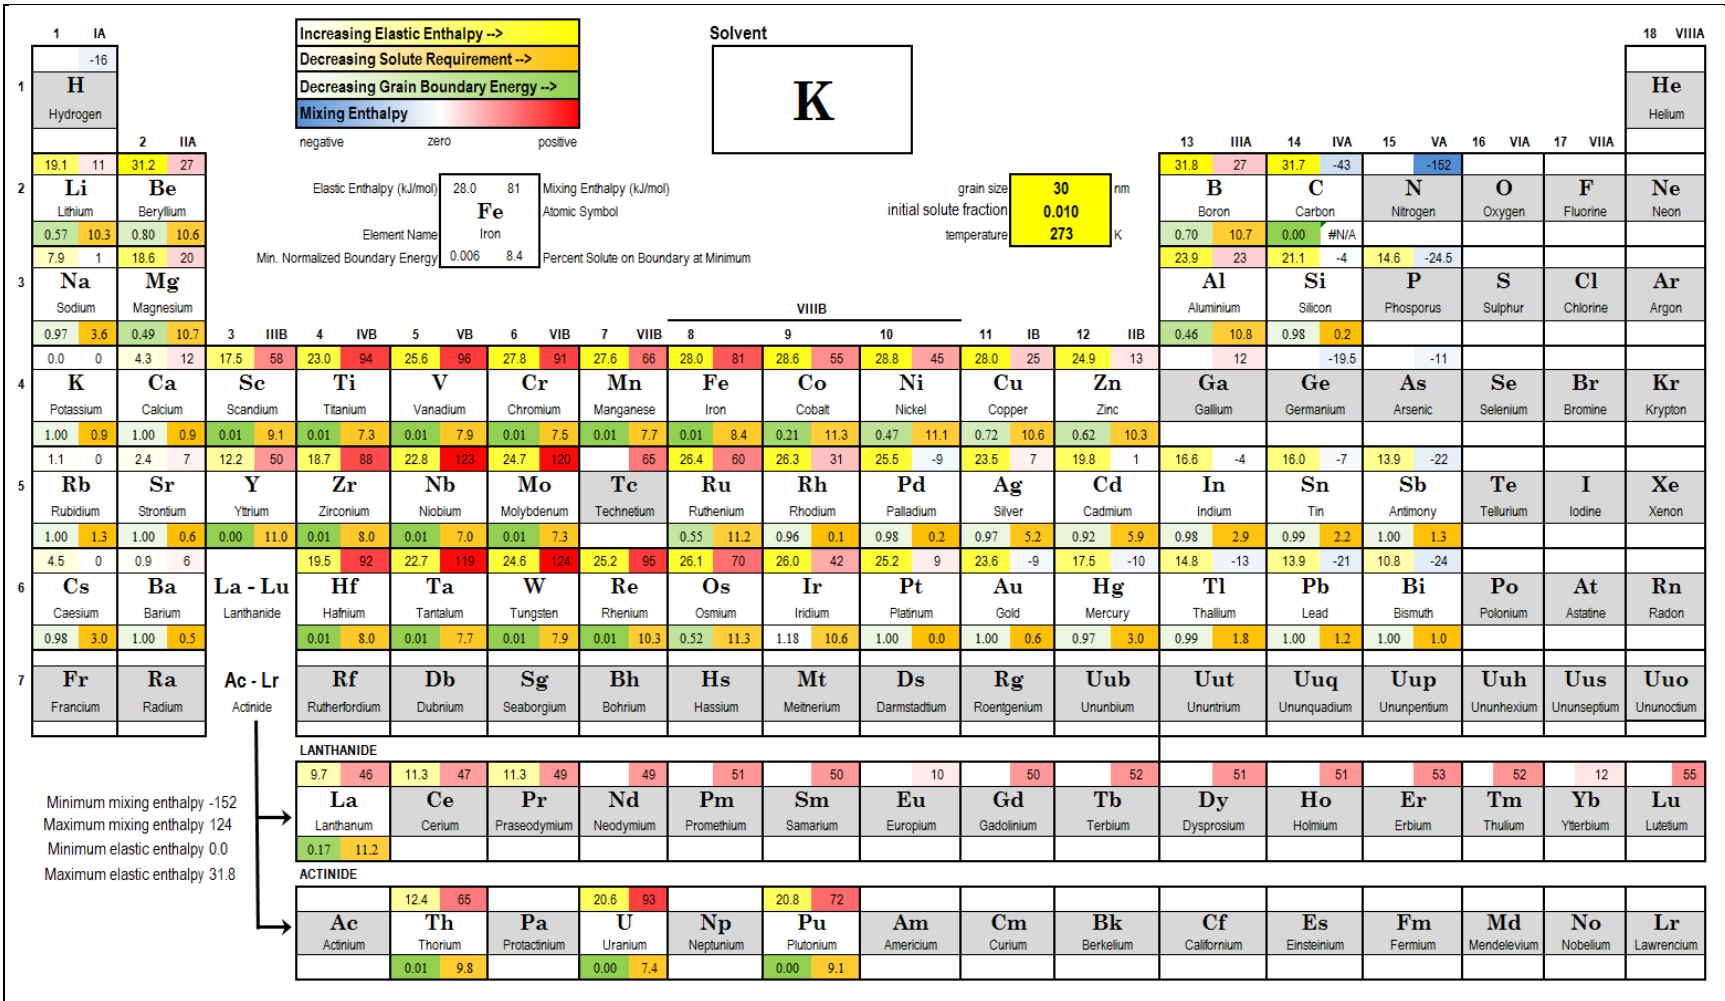 1 IA
Increasing Elastic Enthalpy -->
Solvent
18 VIIIA
-16
Decreasing Solute Requirement -->
1 H K He
Decreasing Grain Boundary Energy -->
Hydrogen Helium
Mixing Enthalpy
2 IIA negative zero positive 13 IIIA 14 IVA 15 VA 16 VIA 17 VIIA
19.1 11 31.2 27 31.8 27 31.7 -43 -152
2 Li Be Elastic Enthalpy (kJ/mol) 28.0 81 Mixing Enthalpy (kJ/mol) grain size 30 nm B C N O F Ne
Lithium Beryllium Fe Atomic Symbol initial solute fraction 0.010 Boron Carbon Nitrogen Oxygen Fluorine Neon
0.57 10.3 0.80 10.6 Element Name Iron temperature 273 K 0.70 10.7 0.00 #N/A
7.9 1 18.6 20 Min. Normalized Boundary Energy 0.006 8.4 Percent Solute on Boundary at Minimum 23.9 23 21.1 -4 14.6 -24.5
3 Na Mg Al Si P S Cl Ar
Sodium Magnesium VIIIB Aluminium Silicon Phosporus Sulphur Chlorine Argon
0.97 3.6 0.49 10.7 3 IIIB 4 IVB 5 VB 6 VIB 7 VIIB 8 9 10 11 IB 12 IIB 0.46 10.8 0.98 0.2
0.0 0 4.3 12 17.5 58 23.0 94 25.6 96 27.8 91 27.6 66 28.0 81 28.6 55 28.8 45 28.0 25 24.9 13 12 -19.5 -11
4 K Ca Sc Ti V Cr Mn Fe Co Ni Cu Zn Ga Ge As Se Br Kr
Potassium Calcium Scandium Titanium Vanadium Chromium Manganese Iron Cobalt Nickel Copper Zinc Gallium Germanium Arsenic Selenium Bromine Krypton
1.00 0.9 1.00 0.9 0.01 9.1 0.01 7.3 0.01 7.9 0.01 7.5 0.01 7.7 0.01 8.4 0.21 11.3 0.47 11.1 0.72 10.6 0.62 10.3
1.1 0 2.4 7 12.2 50 18.7 88 22.8 123 24.7 120 65 26.4 60 26.3 31 25.5 -9 23.5 7 19.8 1 16.6 -4 16.0 -7 13.9 -22
5 Rb Sr Y Zr Nb Mo Tc Ru Rh Pd Ag Cd In Sn Sb Te I Xe
Rubidium Strontium Yttrium Zirconium Niobium Molybdenum Technetium Ruthenium Rhodium Palladium Silver Cadmium Indium Tin Antimony Tellurium Iodine Xenon
1.00 1.3 1.00 0.6 0.00 11.0 0.01 8.0 0.01 7.0 0.01 7.3 0.55 11.2 0.96 0.1 0.98 0.2 0.97 5.2 0.92 5.9 0.98 2.9 0.99 2.2 1.00 1.3
4.5 0 0.9 6 19.5 92 22.7 119 24.6 124 25.2 95 26.1 70 26.0 42 25.2 9 23.6 -9 17.5 -10 14.8 -13 13.9 -21 10.8 -24
6 Cs Ba La - Lu Hf Ta W Re Os Ir Pt Au Hg Tl Pb Bi Po At Rn
Caesium Barium Lanthanide Hafnium Tantalum Tungsten Rhenium Osmium Iridium Platinum Gold Mercury Thallium Lead Bismuth Polonium Astatine Radon
0.98 3.0 1.00 0.5 0.01 8.0 0.01 7.7 0.01 7.9 0.01 10.3 0.52 11.3 1.18 10.6 1.00 0.0 1.00 0.6 0.97 3.0 0.99 1.8 1.00 1.2 1.00 1.0
7 Fr Ra Ac - Lr Rf Db Sg Bh Hs Mt Ds Rg Uub Uut Uuq Uup Uuh Uus Uuo
Francium Radium Actinide Rutherfordium Dubnium Seaborgium Bohrium Hassium Meitnerium Darmstadtium Roentgenium Ununbium Ununtrium Ununquadium Ununpentium Ununhexium Ununseptium Ununoctium
LANTHANIDE
9.7 46 11.3 47 11.3 49 49 51 50 10 50 52 51 51 53 52 12 55
La Ce Pr Nd Pm Sm Eu Gd Tb Dy Ho Er Tm Yb Lu
Lanthanum Cerium Praseodymium Neodymium Promethium Samarium Europium Gadolinium Terbium Dysprosium Holmium Erbium Thulium Ytterbium Lutetium
0.17 11.2
Minimum mixing enthalpy -152
Maximum mixing enthalpy 124
Minimum elastic enthalpy 0.0
Maximum elastic enthalpy 31.8
ACTINIDE
12.4 65 20.6 93 20.8 72
Ac Th Pa U Np Pu Am Cm Bk Cf Es Fm Md No Lr
Actinium Thorium Protactinium Uranium Neptunium Plutonium Americium Curium Berkelium Californium Einsteinium Fermium Mendelevium Nobelium Lawrencium
0.01 9.8 0.00 7.4 0.00 9.1